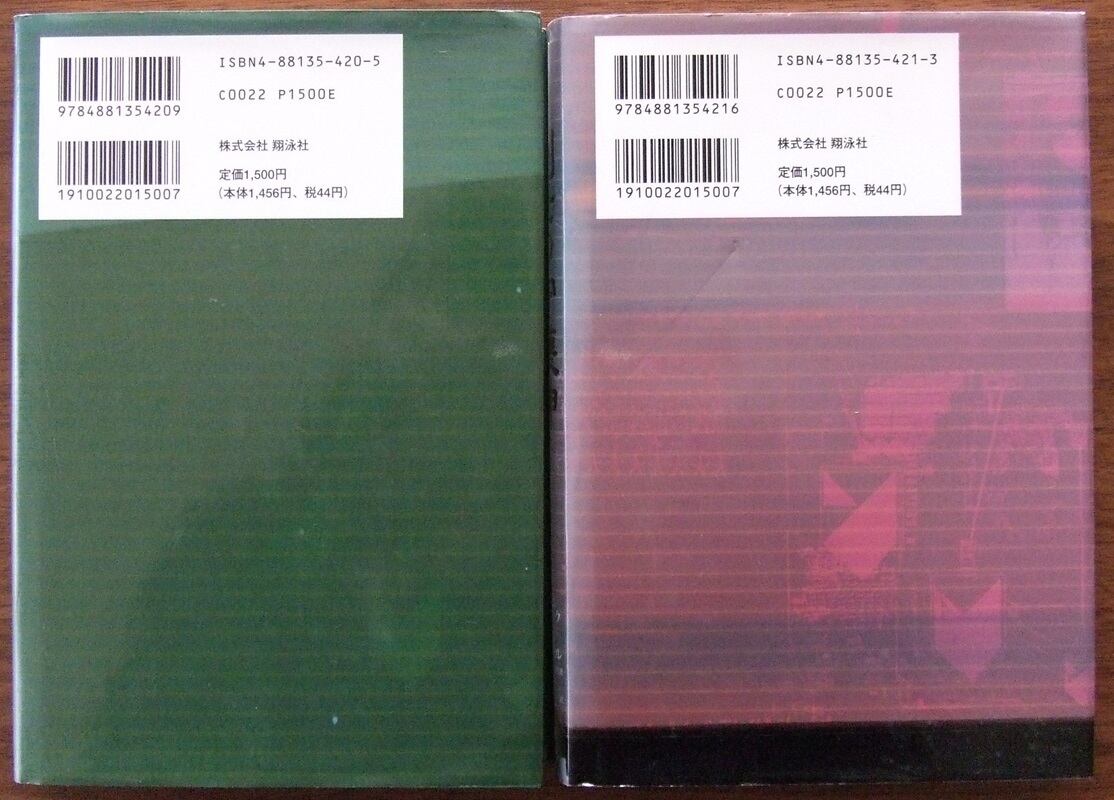 ISBN4-88135-420-5
C0022 P1500E
9784881354209
株式会社 翔泳社
定価1,500円
(本体1,456円、税44円)
1910022015007
ISBN4-88135-421-3
C0022 P1500E
9784881354216
株式会社 翔泳社
定価1,500円
(本体1,456円、税44円)
1910022015007